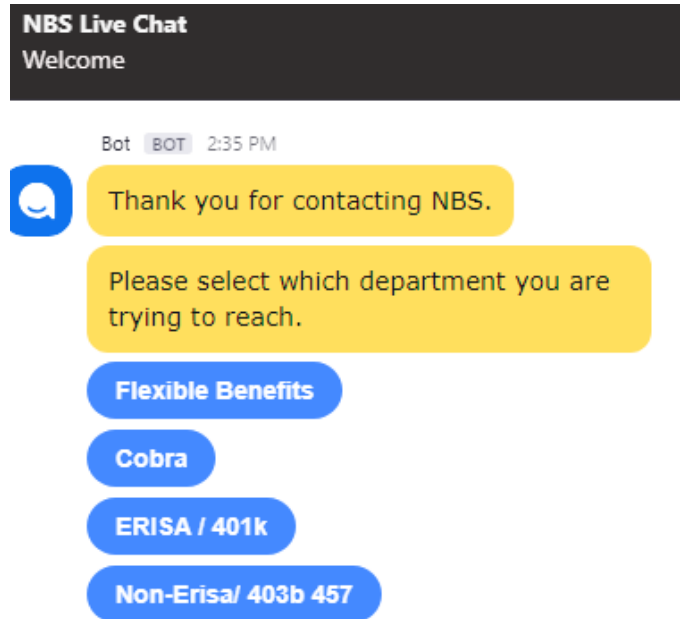 NBS Live Chat
Welcome
Bot BOT 2:35 PM
Thank you for contacting NBS.
Please select which department you are
trying to reach.
Flexible Benefits
Cobra
ERISA / 401k
Non-Erisa/ 403b 457